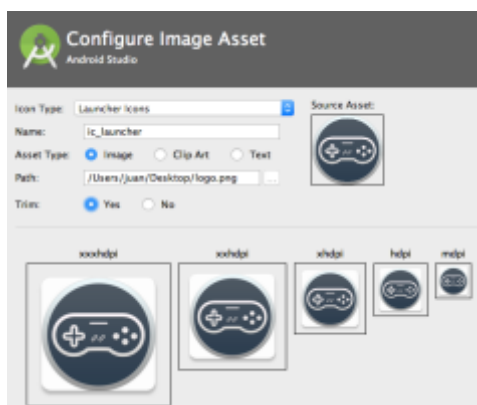 Configure Image Asset
Android Studio
Icon Type: Launcher Icons
Source Asset:
Name: ic_launcher
Asset Type: Image Clip Art Text
Path: /Users/juan/Desktop/logo.png ...
Trim: Yes No
xxxhdpi xxhdpi xhdpi hdpi mdpi